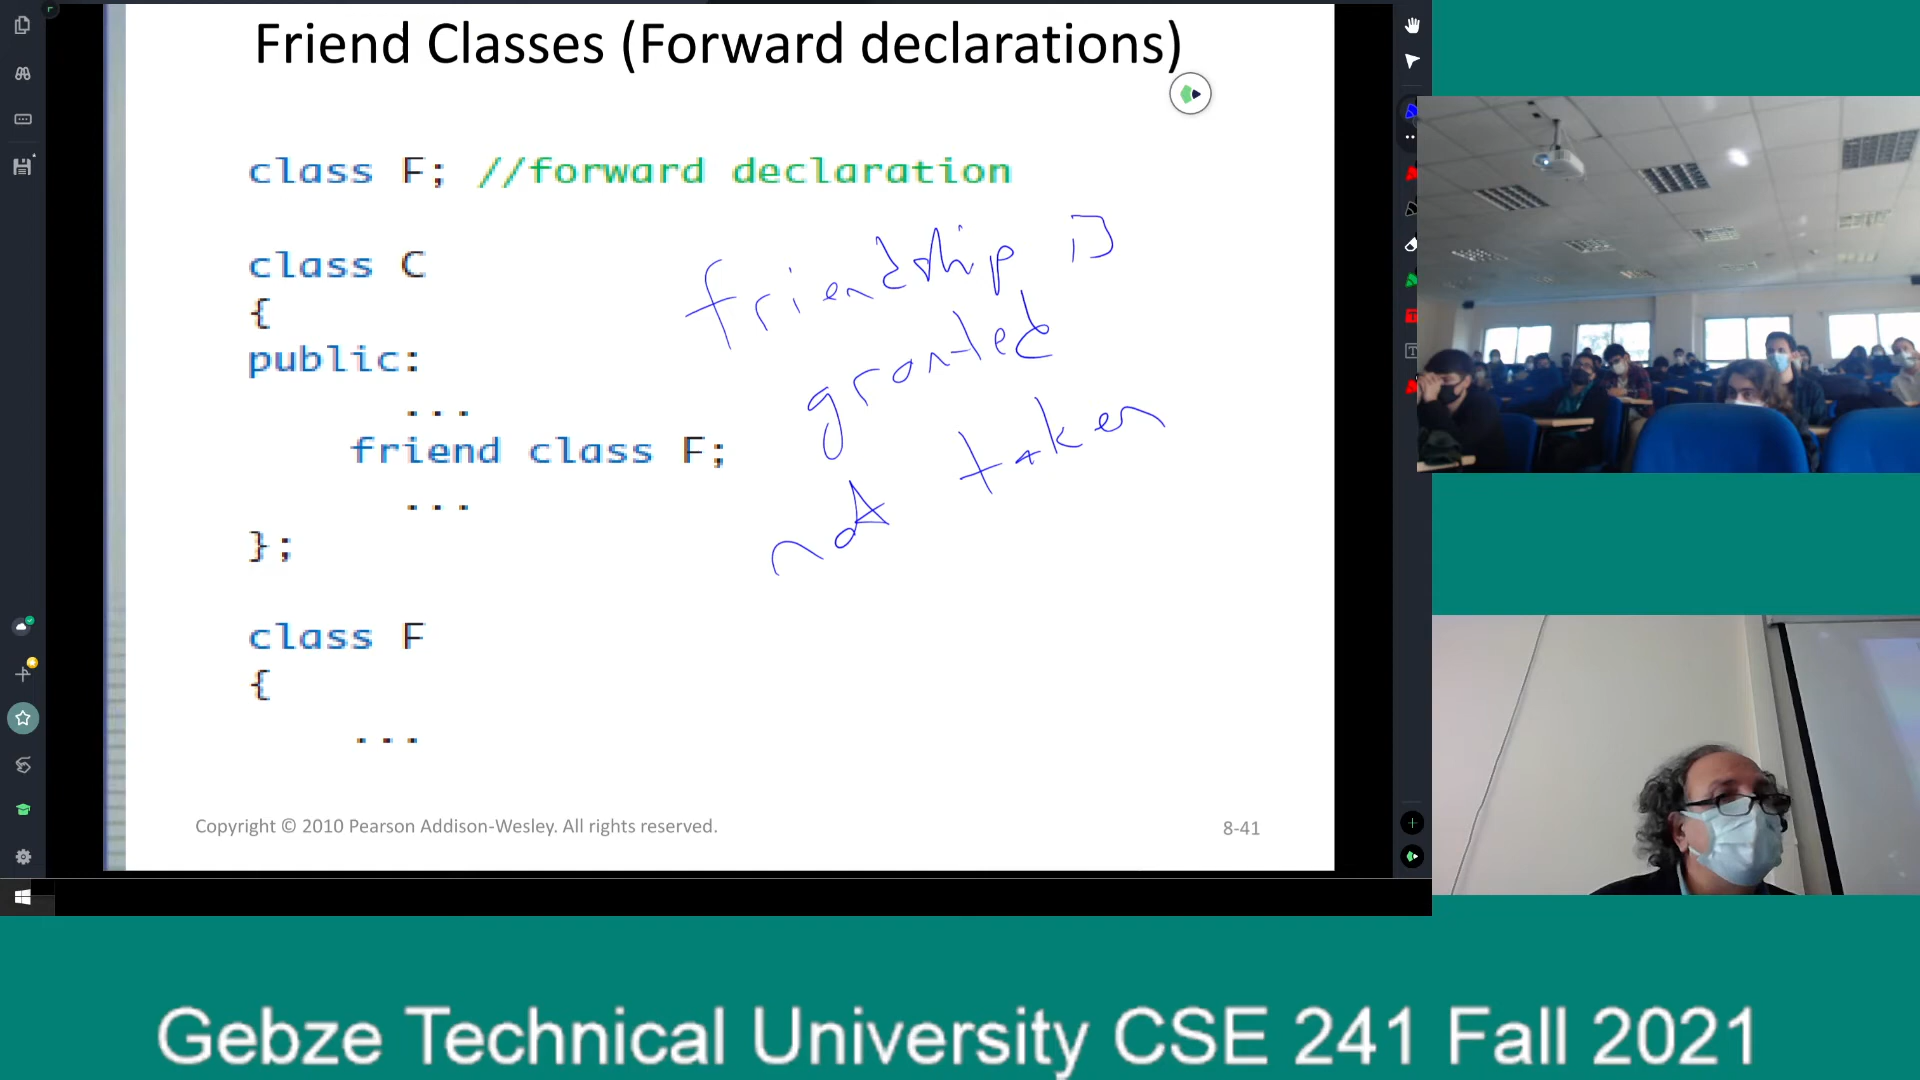 Friend Classes (Forward declarations)
class F; //forward declaration
class C
{
public:
...
friend class F;
...
};
class F
{
...
friendship is
granted
not taken
Copyright © 2010 Pearson Addison-Wesley. All rights reserved.
8-41
Gebze Technical University CSE 241 Fall 2021